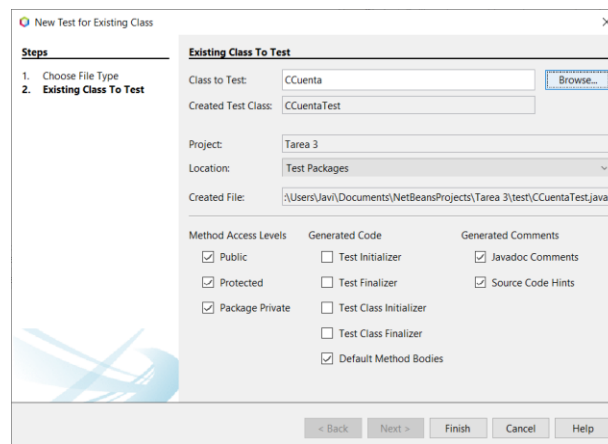 New Test for Existing Class
Steps
1. Choose File Type
2. Existing Class To Test
Existing Class To Test
Class to Test: CCuenta Browse...
Created Test Class: CCuentaTest
Project: Tarea 3
Location: Test Packages
Created File: :\Users\Javi\Documents\NetBeansProjects\Tarea 3\test\CCuentaTest.java
Method Access Levels Generated Code Generated Comments
Public Test Initializer Javadoc Comments
Protected Test Finalizer Source Code Hints
Package Private Test Class Initializer
Test Class Finalizer
Default Method Bodies
< Back Next > Finish Cancel Help